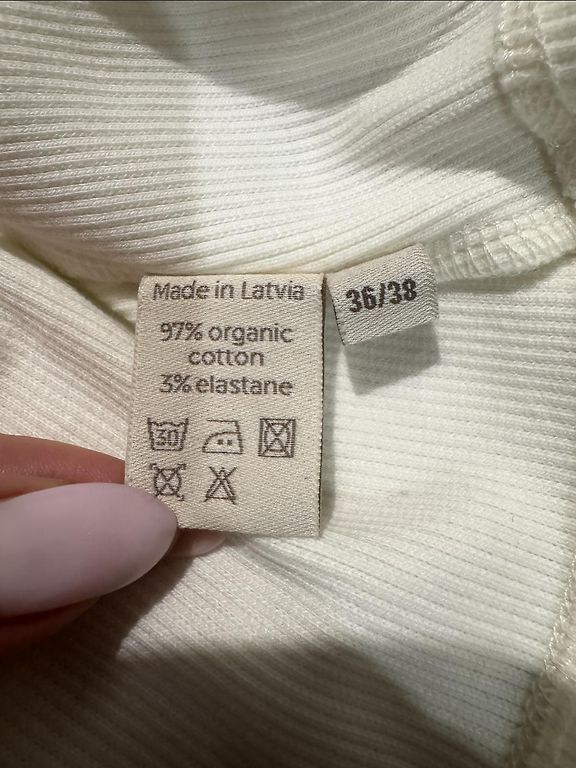 Made in Latvia
97% organic
cotton
3% elastane
30
36/38